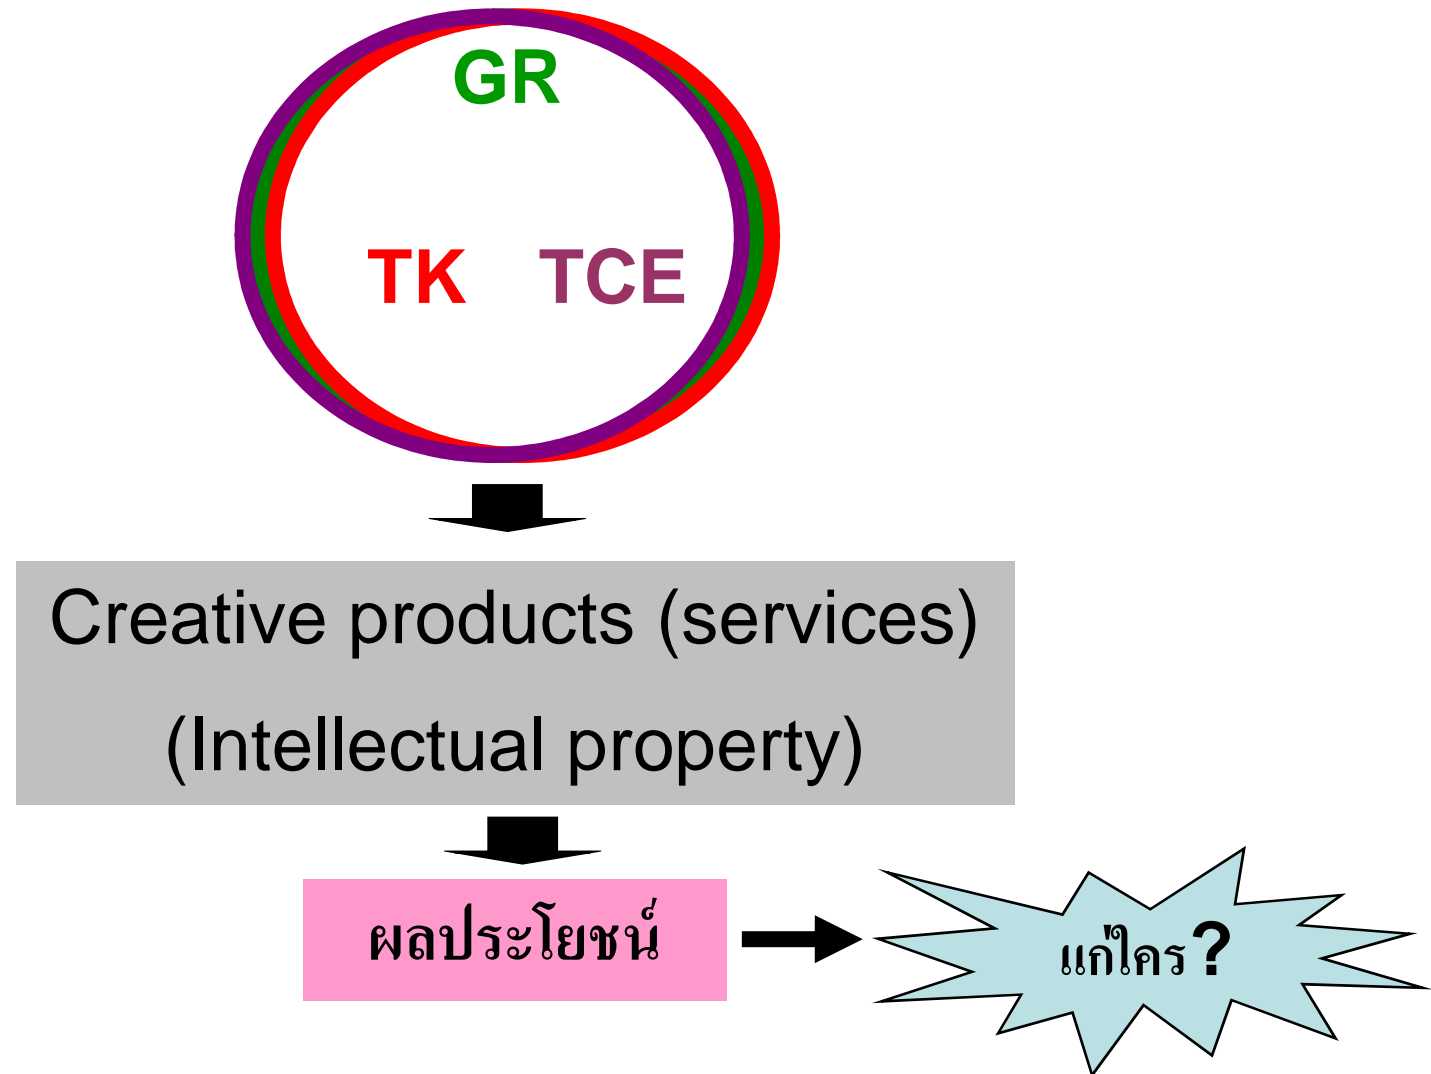 GR
TK TCE
Creative products (services)
(Intellectual property)
ผลประโยชน์
แก่ใคร?